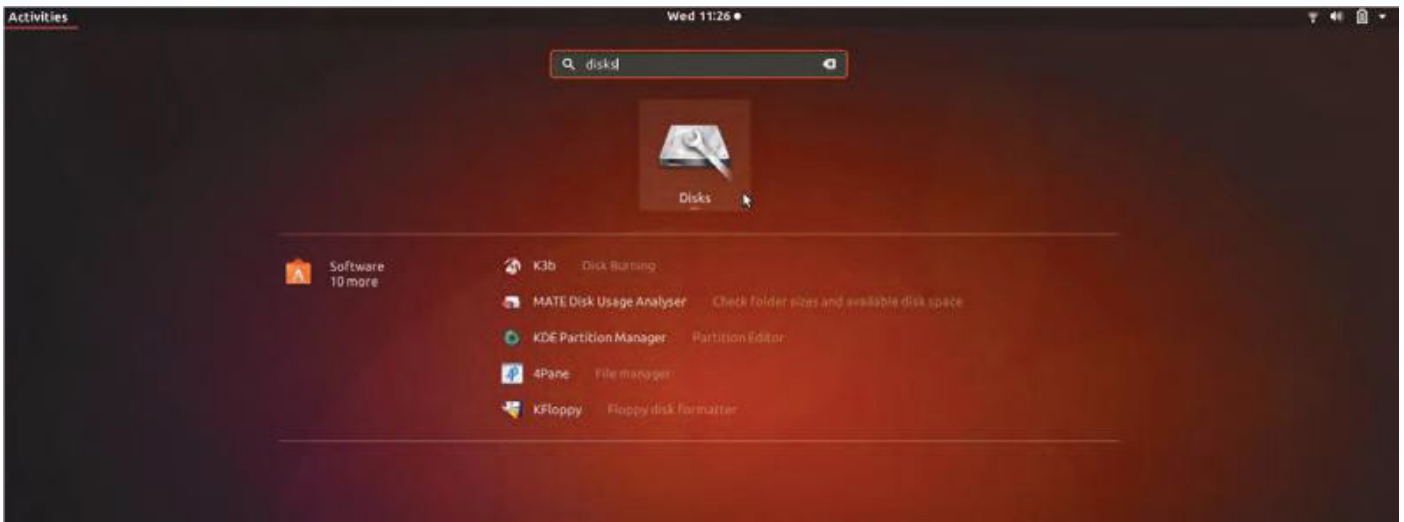 Activities
Wed 11:26
disks
Disks
Software
10 more
K3b Disk Burning
MATE Disk Usage Analyser Check folder sizes and available disk space
KDE Partition Manager Partition Editor
4Pane File manager
KFloppy Floppy disk formatter